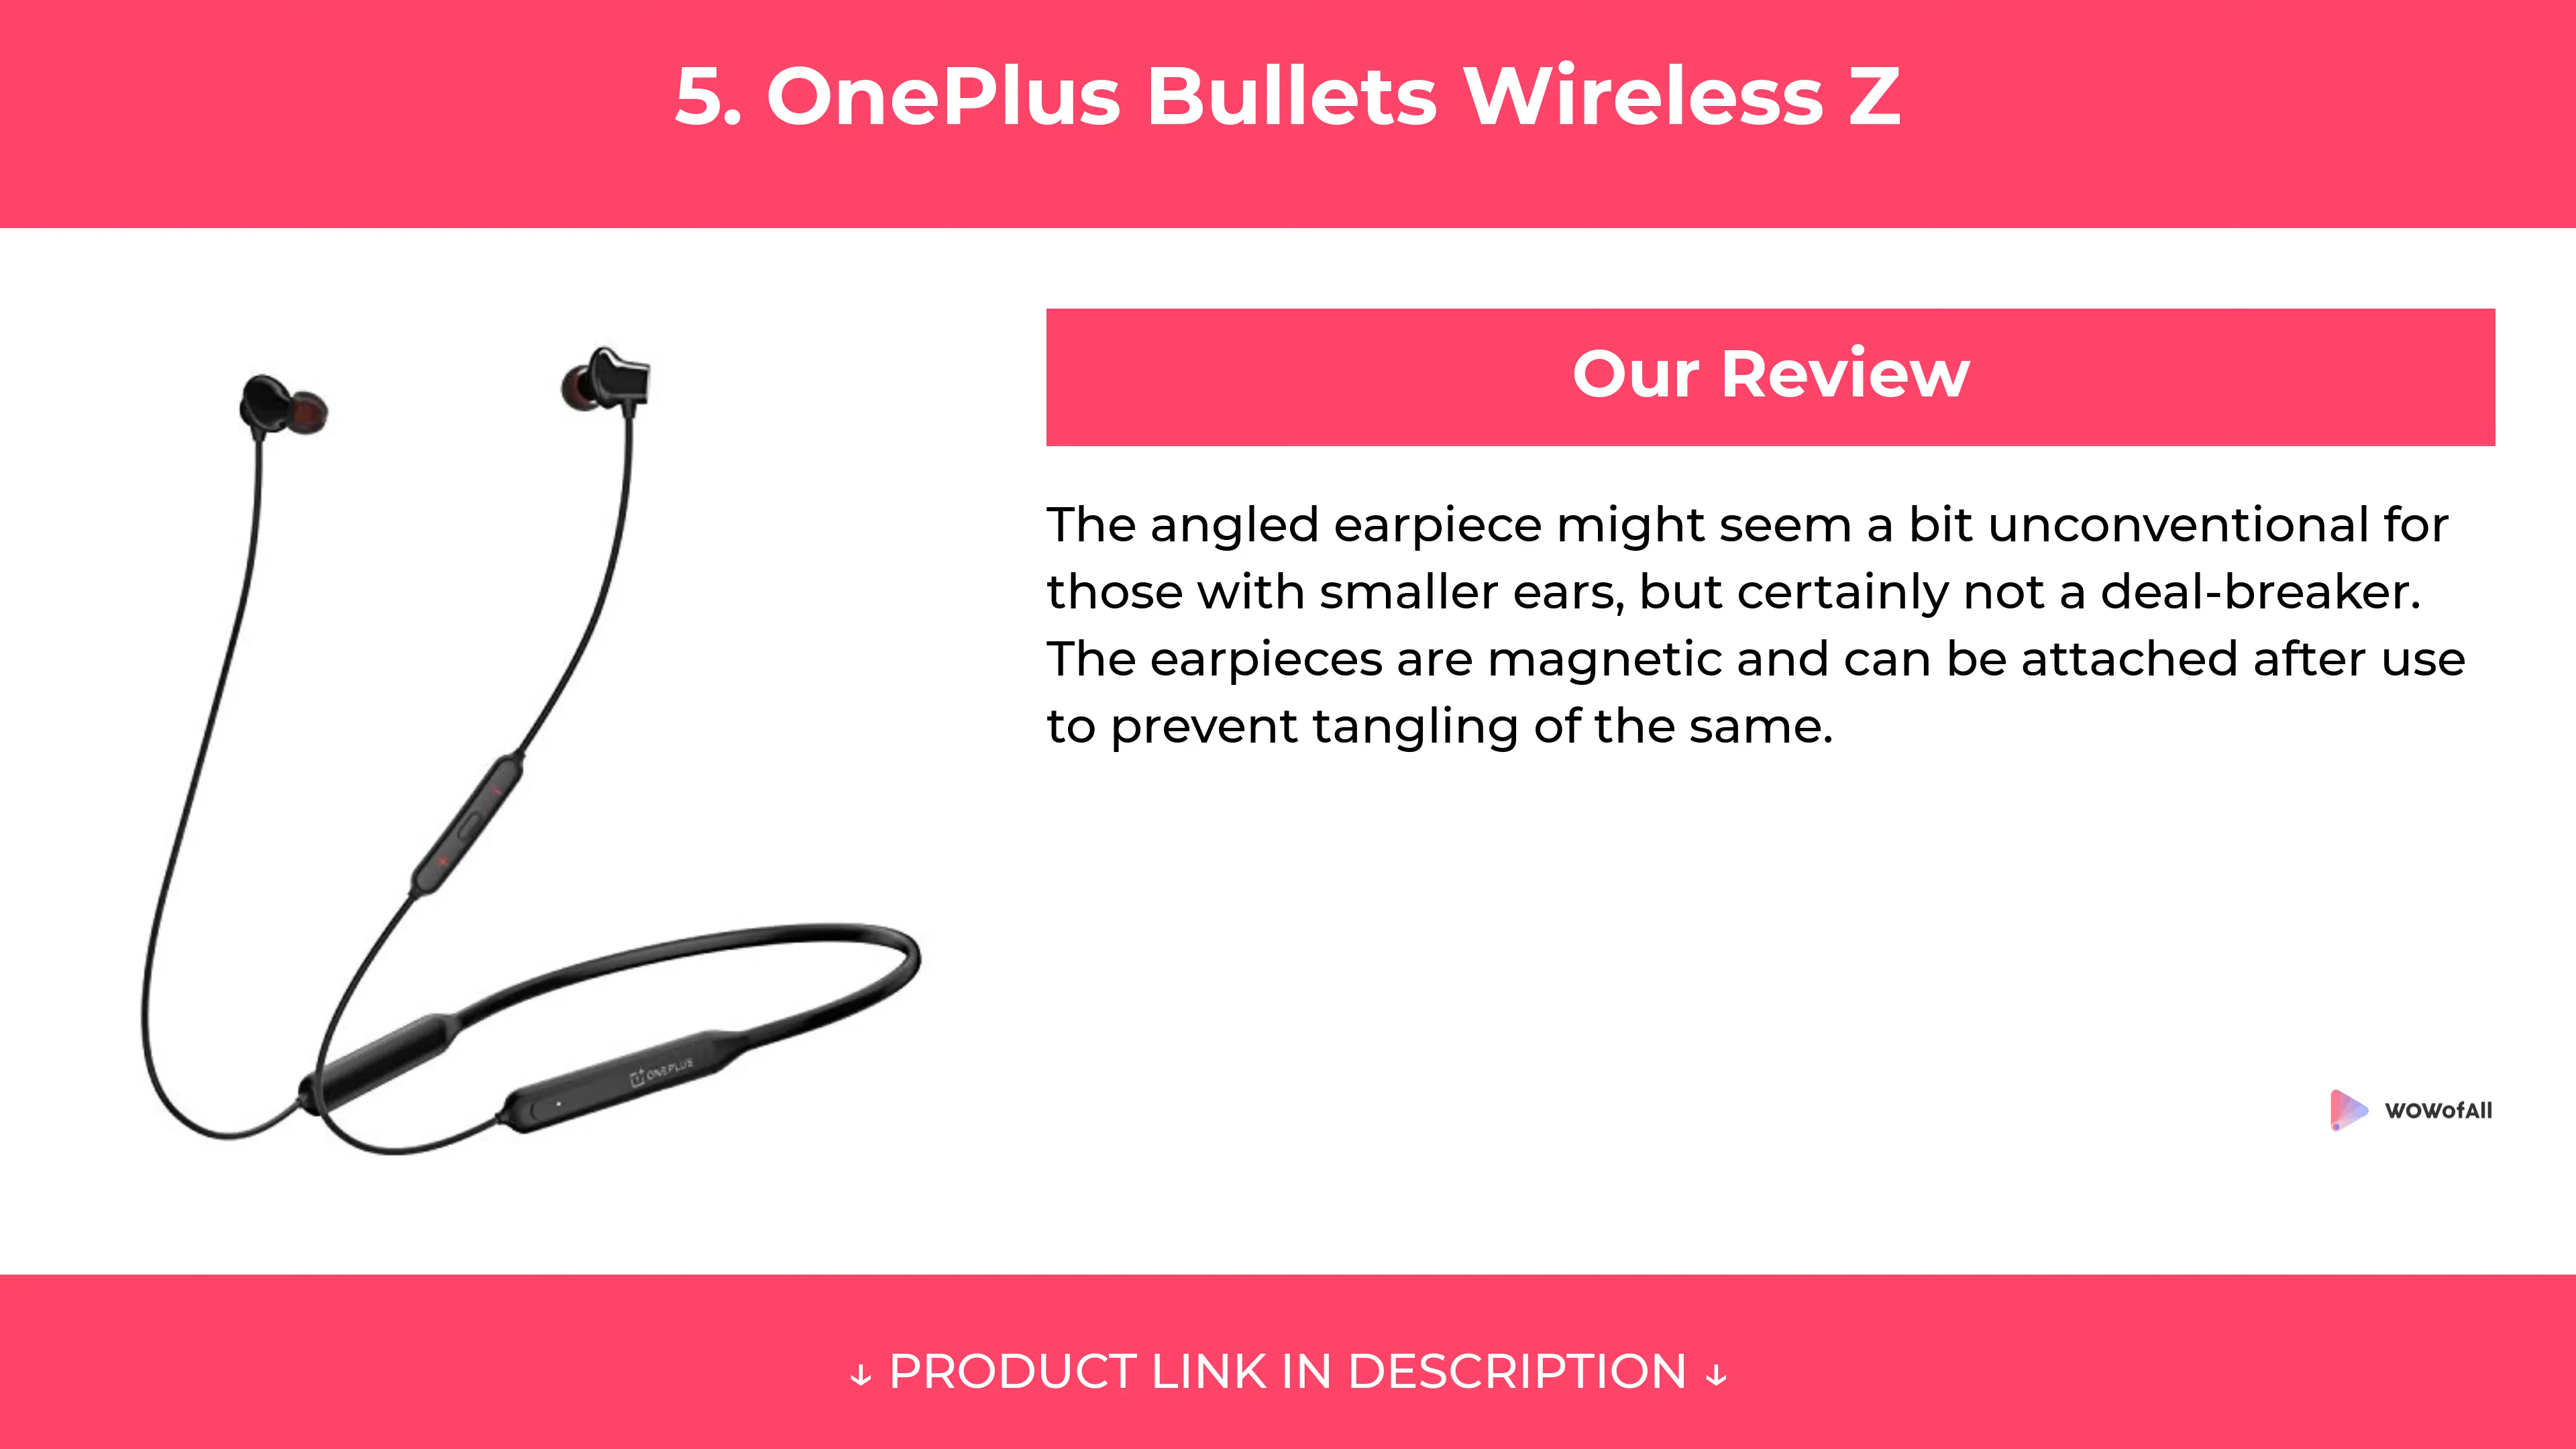 5. OnePlus Bullets Wireless Z
Our Review
The angled earpiece might seem a bit unconventional for
those with smaller ears, but certainly not a deal-breaker.
The earpieces are magnetic and can be attached after use
to prevent tangling of the same.
ONEPLUS
WOWofAll
↓ PRODUCT LINK IN DESCRIPTION ↓